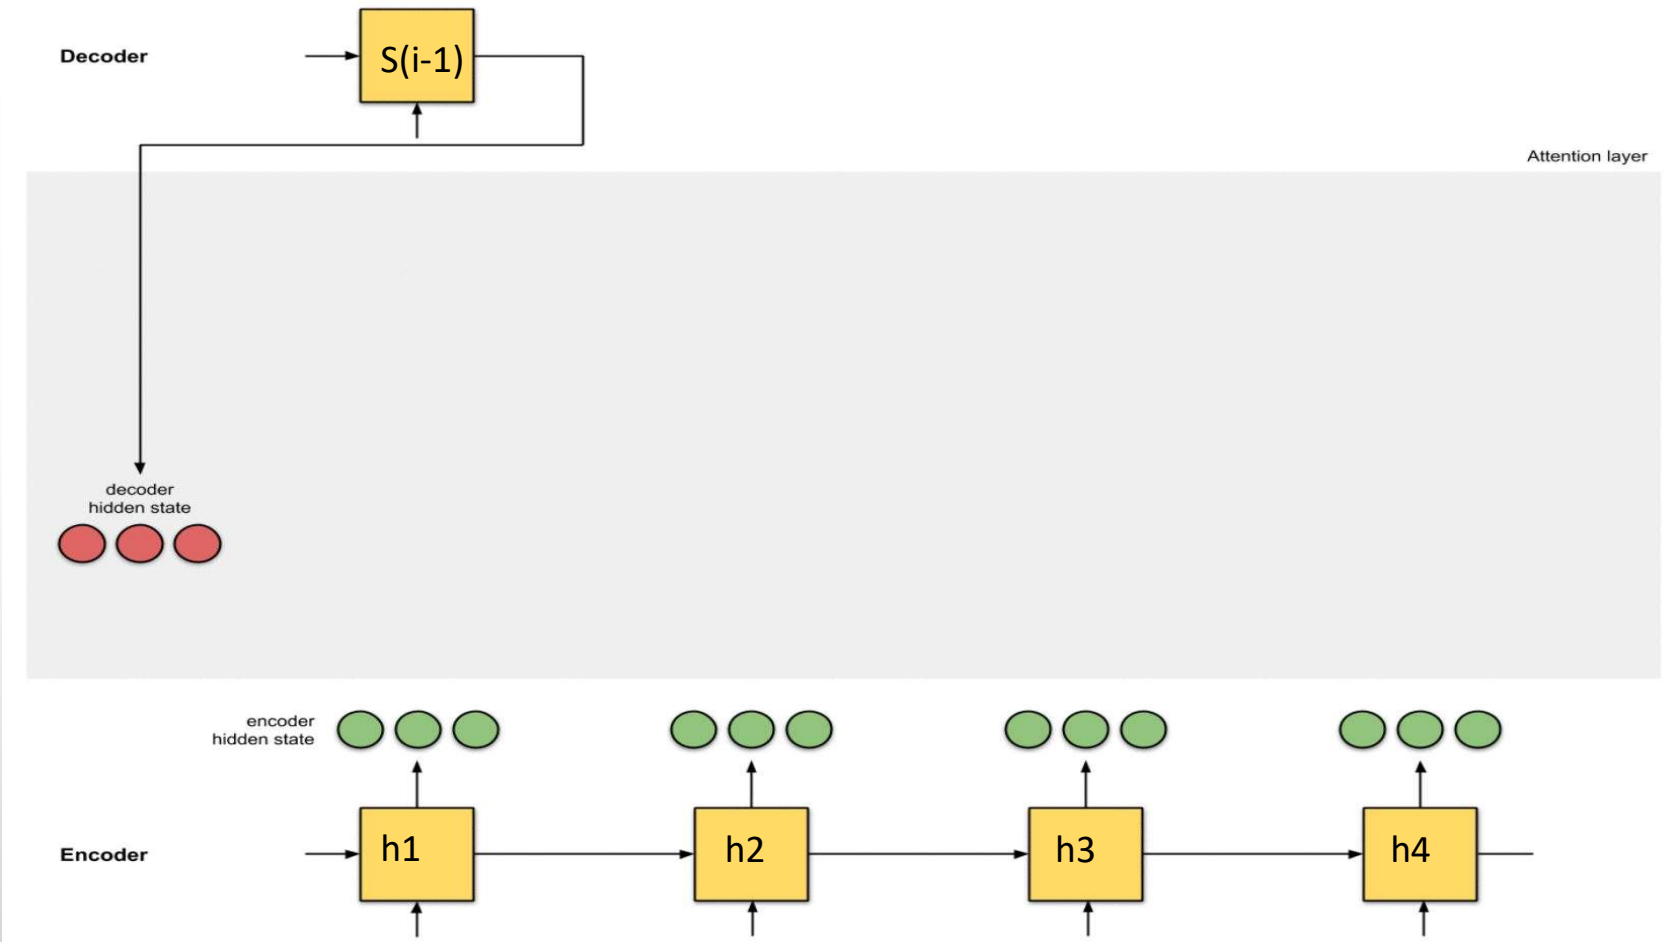 Decoder
S(i-1)
Attention layer
decoder
hidden state
encoder
hidden state
Encoder
h1
h2
h3
h4